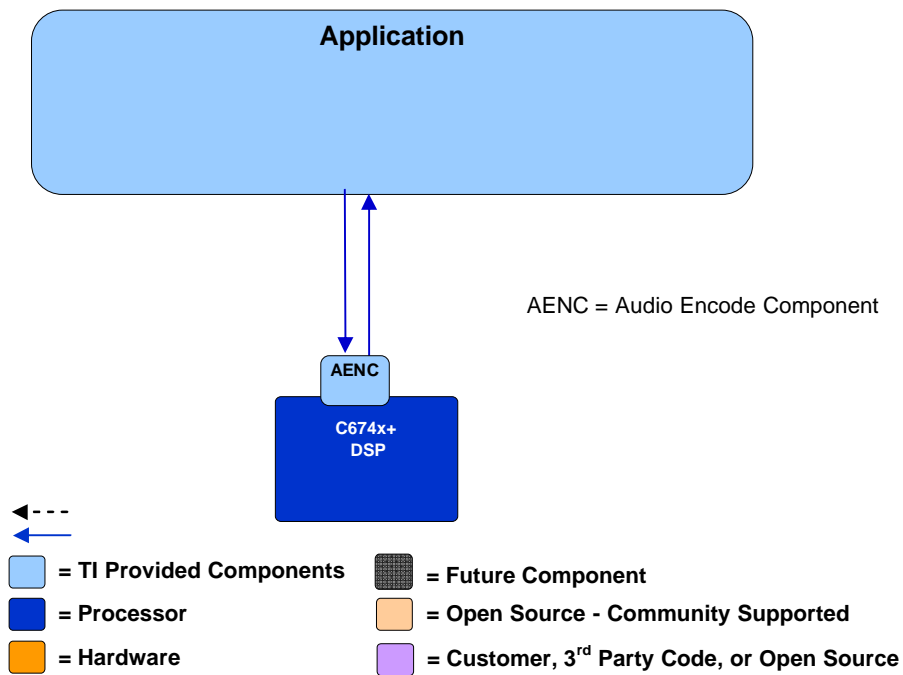 Application
AENC = Audio Encode Component
AENC
C674x+
DSP
= TI Provided Components
= Future Component
= Processor
= Open Source - Community Supported
= Hardware
= Customer, 3rd Party Code, or Open Source